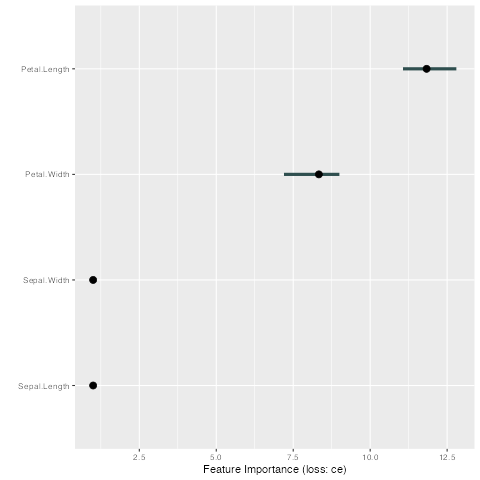 Petal.Length
Petal.Width
Sepal.Width
Sepal.Length
2.5 5.0 7.5 10.0 12.5
Feature Importance (loss: ce)